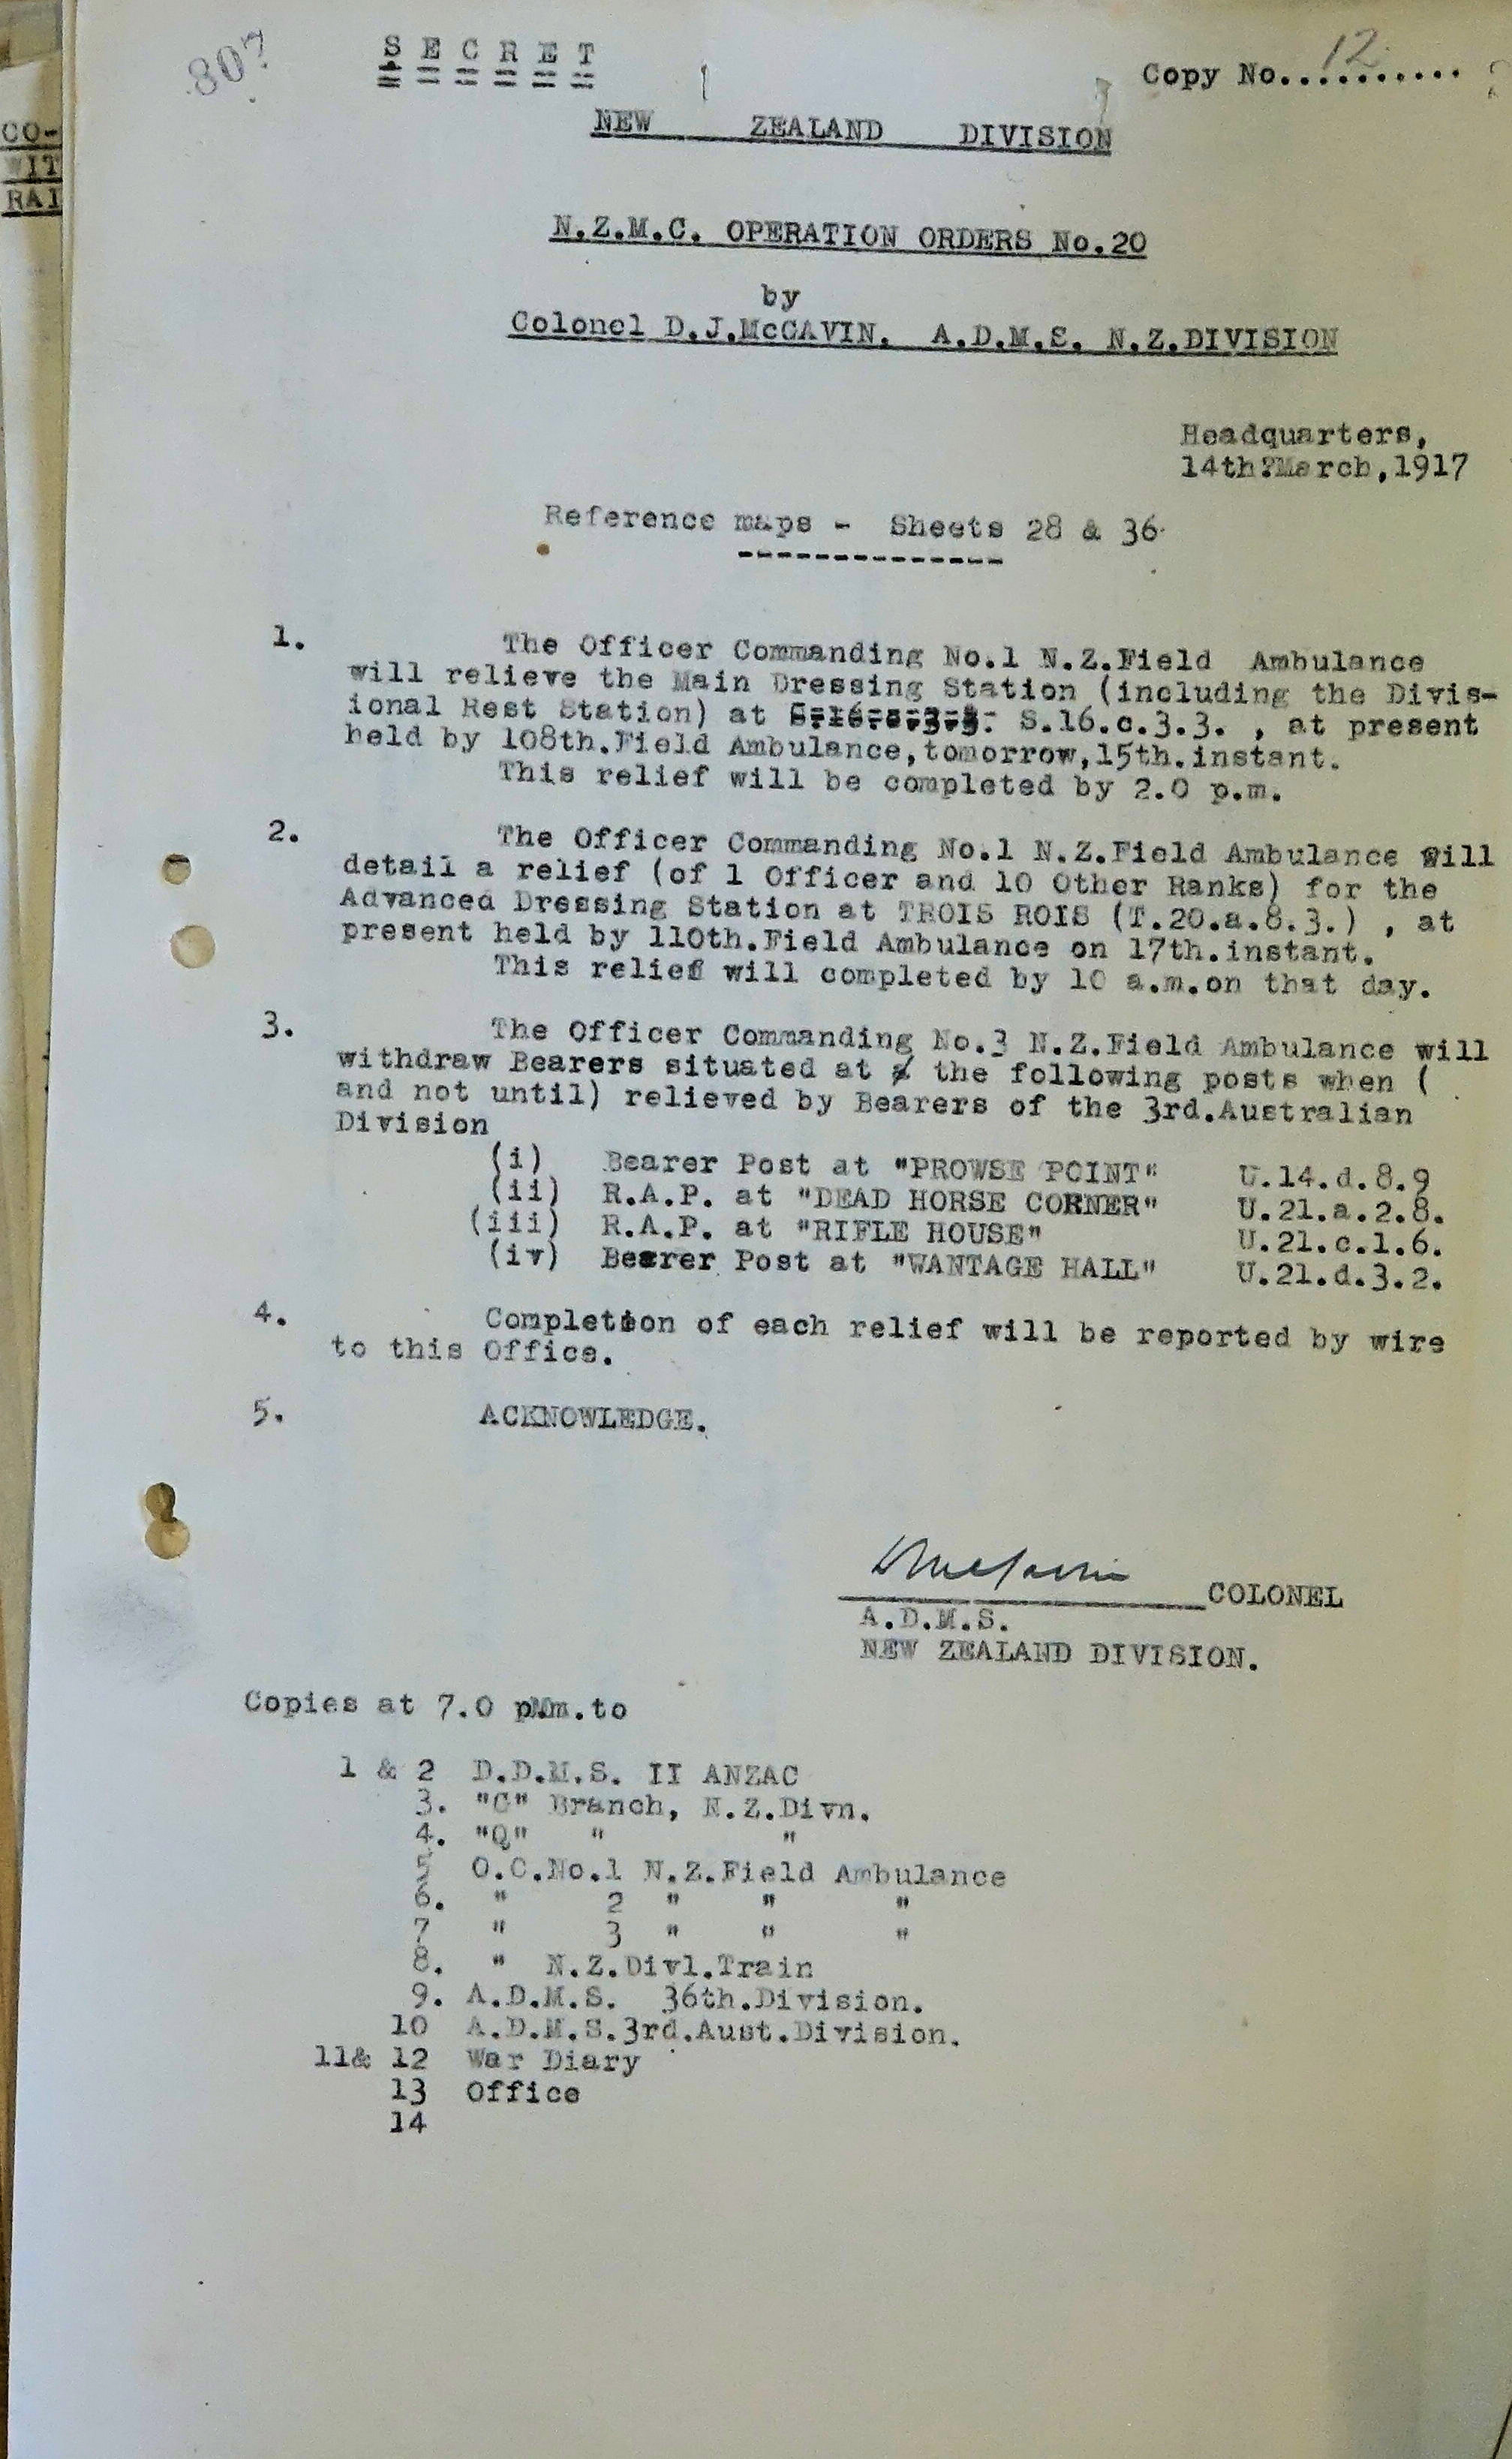 80?
S E C R E T
Copy No...12........
NEW ZEALAND DIVISION
N.Z.M.C. OPERATION ORDERS No.20
by
Colonel D.J.McGAVIN. A.D.M.S. N.Z.DIVISION
Headquarters,
14th?March,1917
Reference maps - Sheets 28 & 36
1. The Officer Commanding No.1 N.Z.Field Ambulance
will relieve the Main Dressing Station (including the Divis-
ional Rest Station) at S.16.c.3.3. , at present
held by 108th.Field Ambulance,tomorrow,15th.instant.
This relief will be completed by 2.0 p.m.
2. The Officer Commanding No.1 N.Z.Field Ambulance will
detail a relief (of 1 Officer and 10 Other Ranks) for the
Advanced Dressing Station at TROIS ROIS (T.20.a.8.3.) , at
present held by 110th.Field Ambulance on 17th.instant.
This relief will completed by 10 a.m.on that day.
3. The Officer Commanding No.3 N.Z.Field Ambulance will
withdraw Bearers situated at the following posts when (
and not until) relieved by Bearers of the 3rd.Australian
Division
(i) Bearer Post at "PROWSE POINT" U.14.d.8.9
(ii) R.A.P. at "DEAD HORSE CORNER" U.21.a.2.8.
(iii) R.A.P. at "RIFLE HOUSE" U.21.c.1.6.
(iv) Bearer Post at "WANTAGE HALL" U.21.d.3.2.
4. Completion of each relief will be reported by wire
to this Office.
5. ACKNOWLEDGE.
DMcGavin
COLONEL
A.D.M.S.
NEW ZEALAND DIVISION.
Copies at 7.0 p.m.to
1 & 2 D.D.M.S. II ANZAC
3. "G" Branch, N.Z.Divn.
4. "Q" " "
5 O.C.No.1 N.Z.Field Ambulance
6. " 2 " " "
7 " 3 " " "
8. " N.Z.Divl.Train
9. A.D.M.S. 36th.Division.
10 A.D.M.S.3rd.Aust.Division.
11& 12 War Diary
13 Office
14
CO-
WIT
RAI